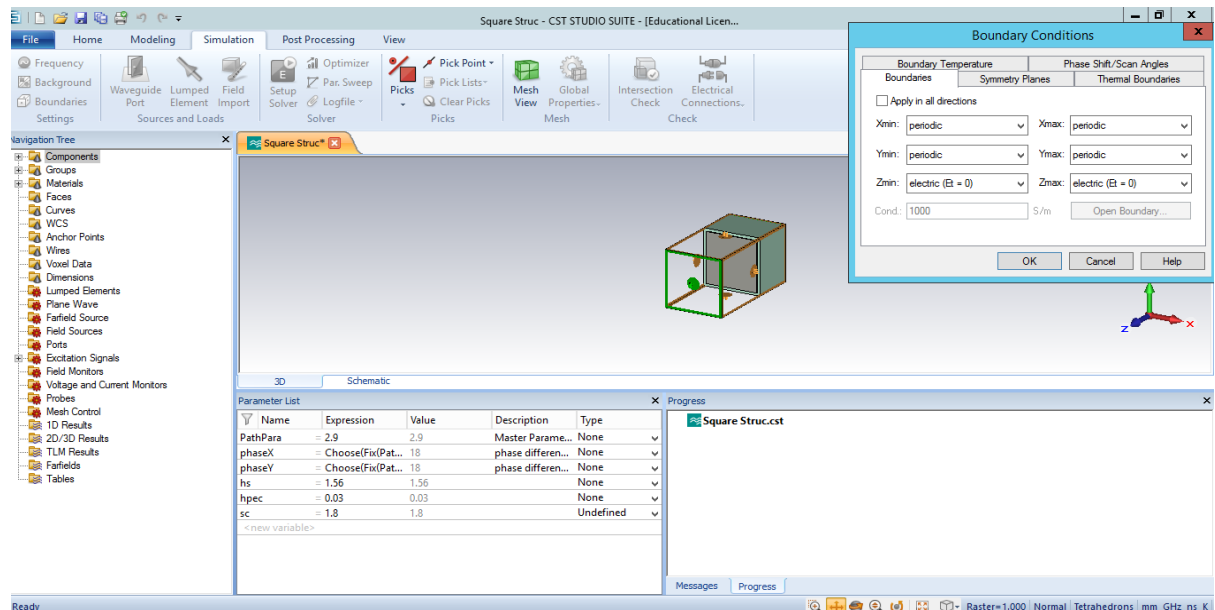 Square Struc - CST STUDIO SUITE - [Educational Licen...
File Home Modeling Simulation Post Processing View
Frequency
Background
Boundaries
Settings
Waveguide Port
Lumped Element
Field Import
Sources and Loads
Setup Solver
Optimizer
Par. Sweep
Logfile
Solver
Picks
Pick Point
Pick Lists
Clear Picks
Picks
Mesh View
Global Properties
Mesh
Intersection Check
Electrical Connections
Check
Navigation Tree
Components
Groups
Materials
Faces
Curves
WCS
Anchor Points
Wires
Voxel Data
Dimensions
Lumped Elements
Plane Wave
Farfield Source
Field Sources
Ports
Excitation Signals
Field Monitors
Voltage and Current Monitors
Probes
Mesh Control
1D Results
2D/3D Results
TLM Results
Farfields
Tables
Square Struc*
z x
3D Schematic
Boundary Conditions
Boundary Temperature Phase Shift/Scan Angles
Boundaries Symmetry Planes Thermal Boundaries
Apply in all directions
Xmin: periodic Xmax: periodic
Ymin: periodic Ymax: periodic
Zmin: electric (Et = 0) Zmax: electric (Et = 0)
Cond.: 1000 S/m Open Boundary...
OK Cancel Help
Parameter List
Name Expression Value Description Type
PathPara = 2.9 2.9 Master Parame... None
phaseX = Choose(Fix(Pat... 18 phase differen... None
phaseY = Choose(Fix(Pat... 18 phase differen... None
hs = 1.56 1.56 None
hpec = 0.03 0.03 None
sc = 1.8 1.8 Undefined
<new variable>
Progress
Square Struc.cst
Messages Progress
Ready
Raster=1.000 Normal Tetrahedrons mm GHz ns K